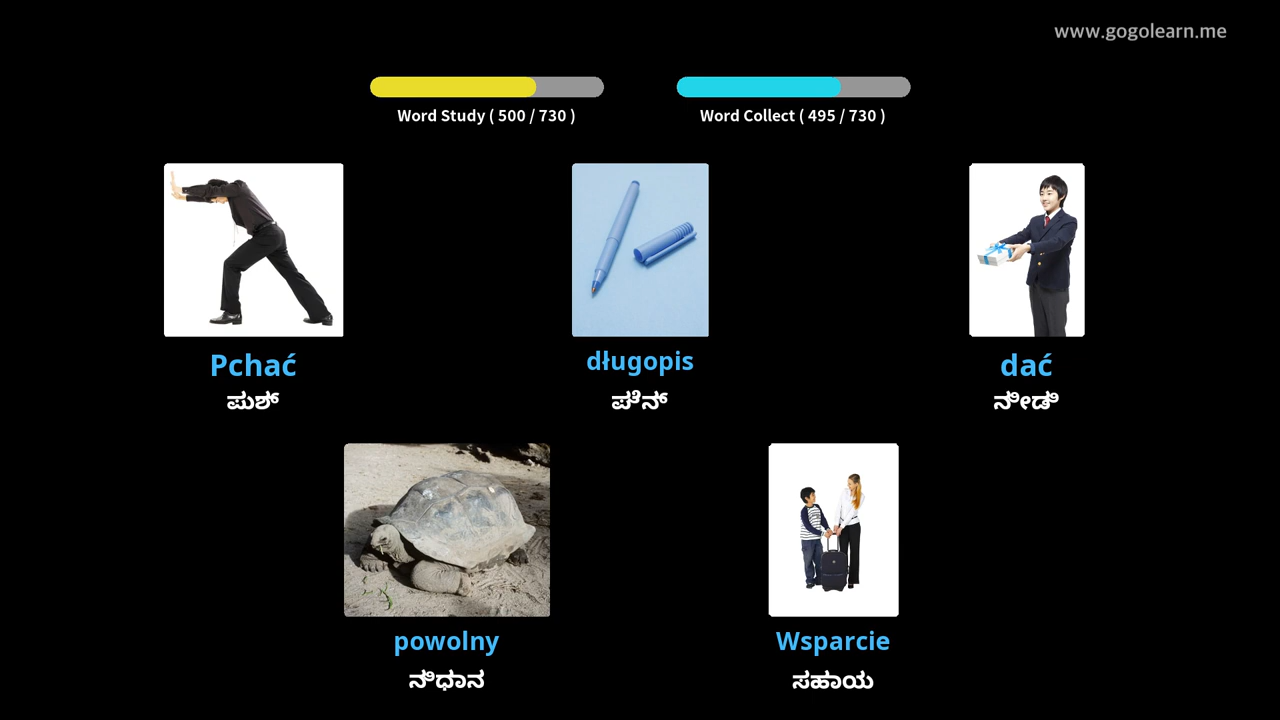 www.gogolearn.me
Word Study ( 500 / 730 )
Word Collect ( 495 / 730 )
Pchać
ಪುಶ್
długopis
ಪೆನ್
dać
ನೀಡಿ
powolny
ನಿಧಾನ
Wsparcie
ಸಹಾಯ